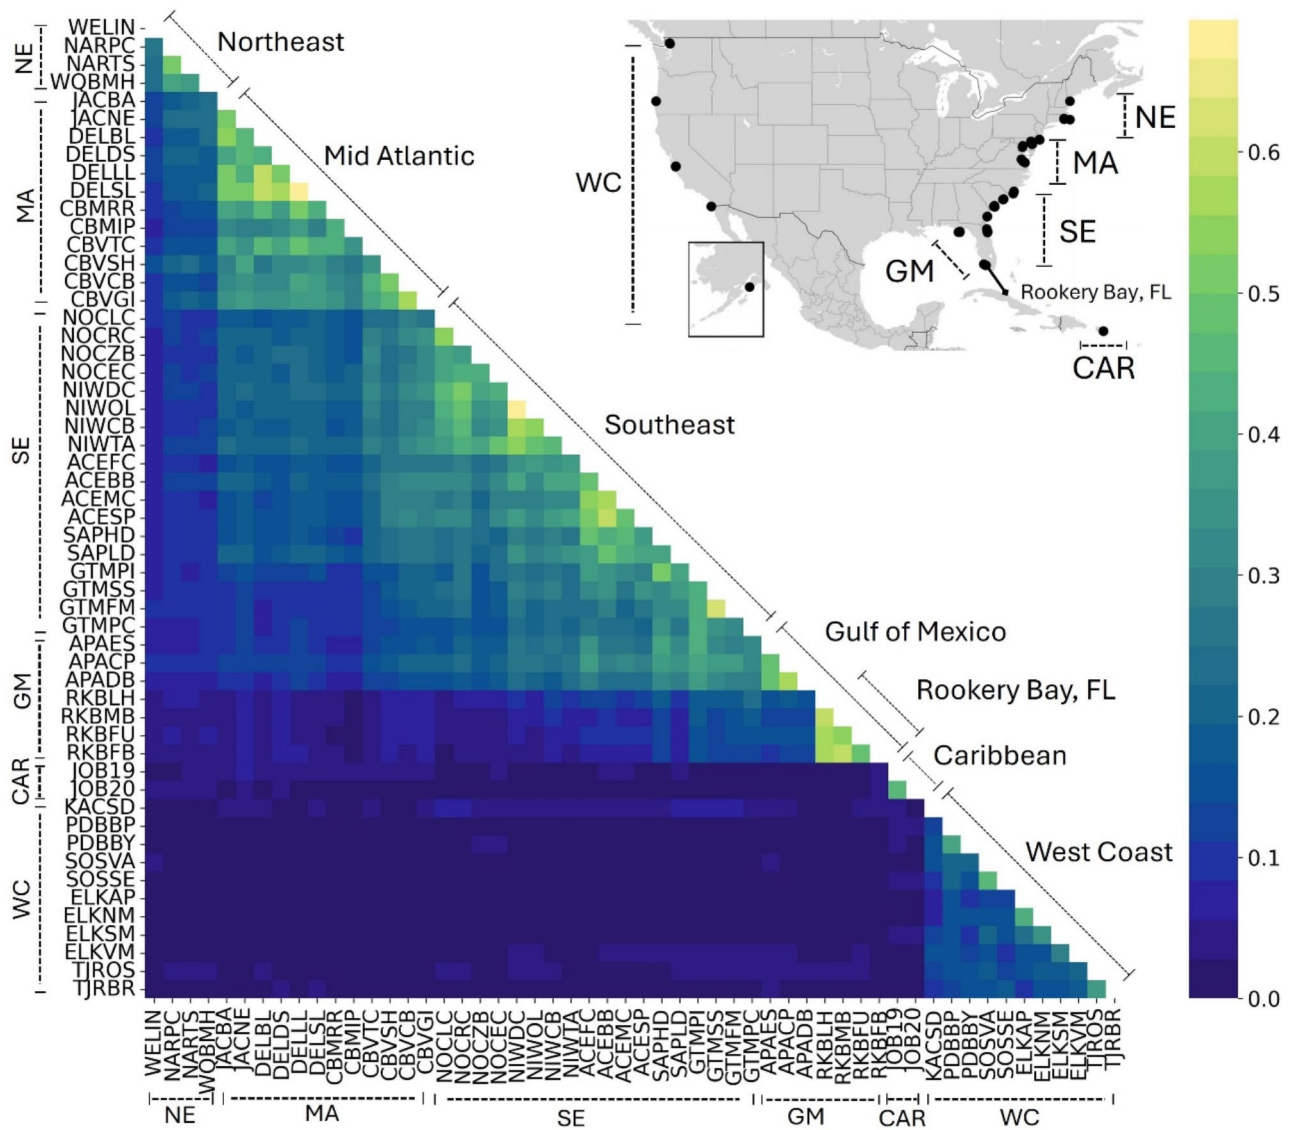 WELIN
NARPC
NARTS
WQBMH
JACBA
JACNE
DELBL
DELDS
DELLL
DELSL
CBMRR
CBMIP
CBVTC
CBVSH
CBVCB
CBVGI
NOCLC
NOCRC
NOCZB
NOCEC
NIWDC
NIWOL
NIWCB
NIWTA
ACEFC
ACEBB
ACEMC
ACESP
SAPHD
SAPLD
GTMPI
GTMSS
GTMFM
GTMPC
APAES
APACP
APADB
RKBLH
RKBMB
RKBFU
RKBFB
JOB19
JOB20
KACSD
PDBBP
PDBBY
SOSVA
SOSSE
ELKAP
ELKNM
ELKSM
ELKVM
TJROS
TJRBR
NE
MA
SE
GM
CAR
WC
Northeast
Mid Atlantic
Southeast
Gulf of Mexico
Rookery Bay, FL
Caribbean
West Coast
WC
NE
MA
SE
GM
Rookery Bay, FL
CAR
0.6
0.5
0.4
0.3
0.2
0.1
0.0
WELIN
NARPC
NARTS
WQBMH
JACBA
JACNE
DELBL
DELDS
DELLL
DELSL
CBMRR
CBMIP
CBVTC
CBVSH
CBVCB
CBVGI
NOCLC
NOCRC
NOCZB
NOCEC
NIWDC
NIWOL
NIWCB
NIWTA
ACEFC
ACEBB
ACEMC
ACESP
SAPHD
SAPLD
GTMPI
GTMSS
GTMFM
GTMPC
APAES
APACP
APADB
RKBLH
RKBMB
RKBFU
RKBFB
JOB19
JOB20
KACSD
PDBBP
PDBBY
SOSVA
SOSSE
ELKAP
ELKNM
ELKSM
ELKVM
TJROS
TJRBR
NE
MA
SE
GM
CAR
WC